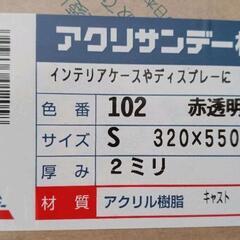 アクリサンデー
インテリアケースやディスプレーに
色番 102 赤透明
サイズ S 320×550
厚み 2ミリ
材質 アクリル樹脂 キャスト